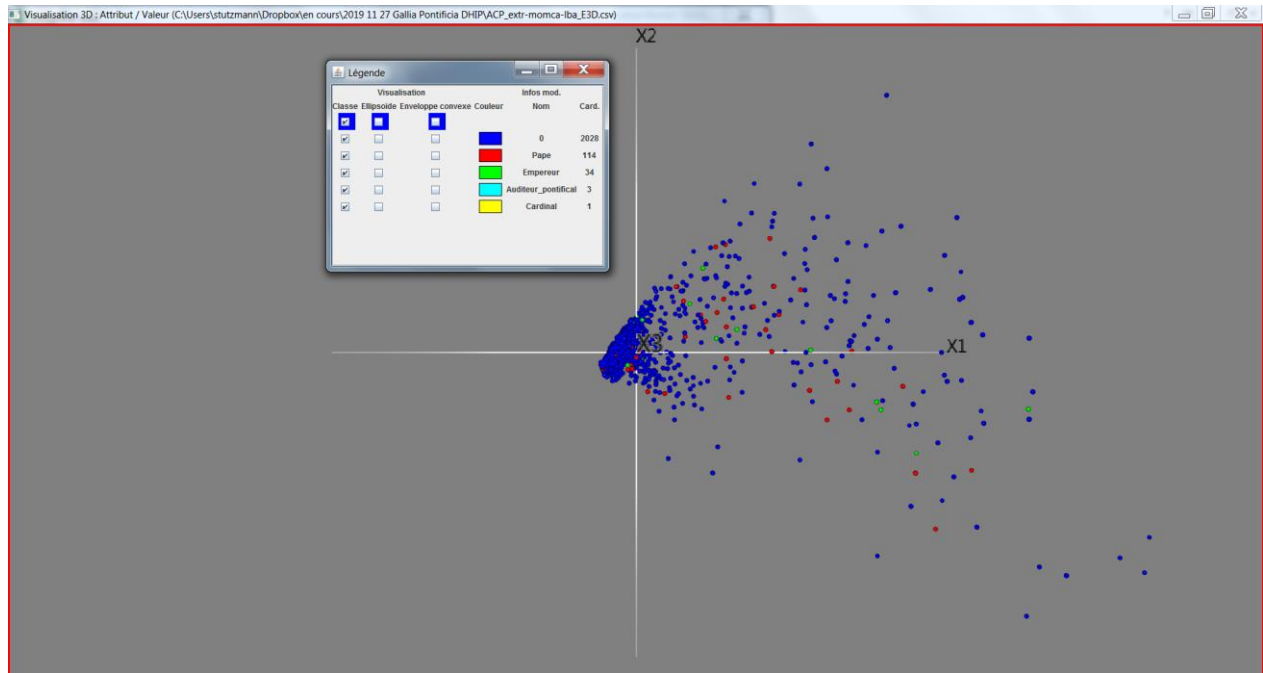 Visualisation 3D : Attribut / Valeur (C:\Users\stutzmann\Dropbox\en cours\2019 11 27 Gallia Pontificia DHIP\ACP_extr-momca-lba_E3D.csv)
X2
Légende
Visualisation Infos mod.
Classe Ellipsoïde Enveloppe convexe Couleur Nom Card.
0 2028
Pape 114
Empereur 34
Auditeur_pontifical 3
Cardinal 1
X3 X1